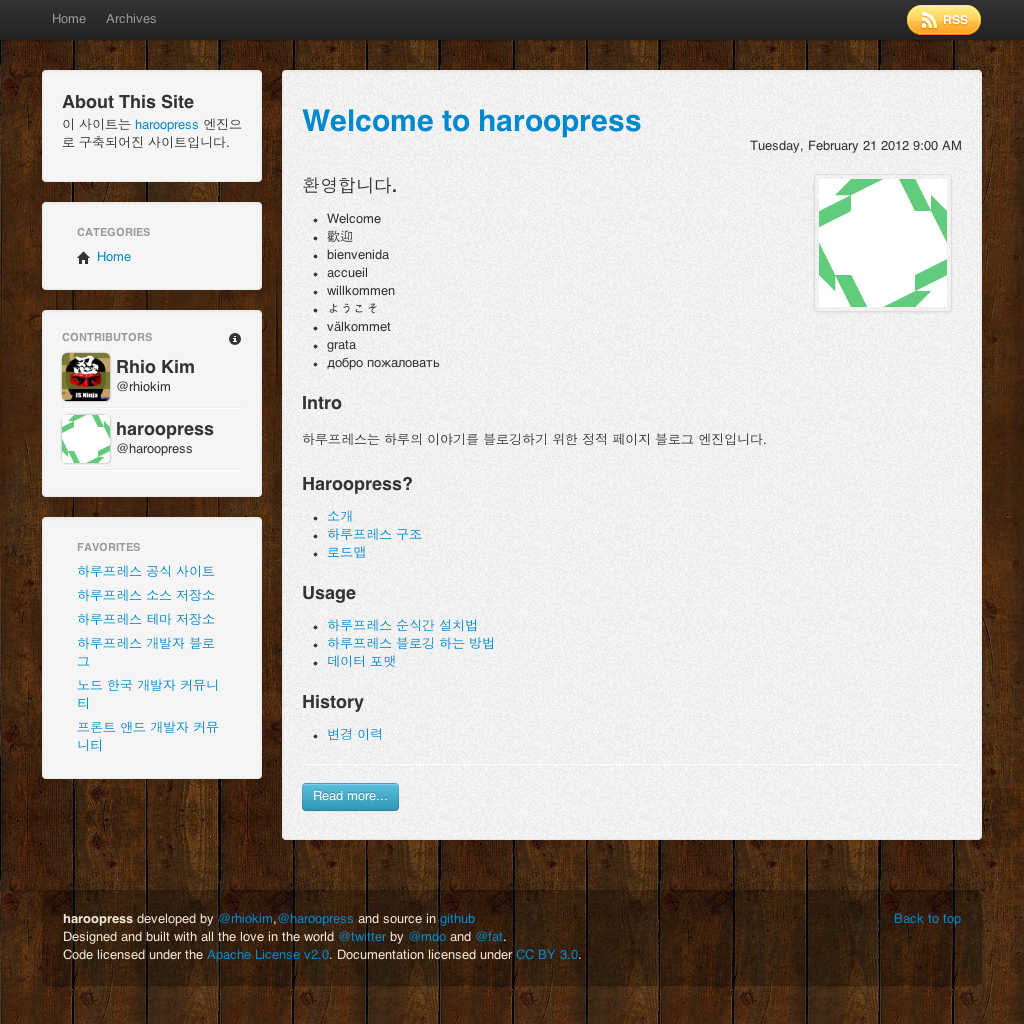 Home Archives RSS
About This Site
이 사이트는 haroopress 엔진으
로 구축되어진 사이트입니다.
CATEGORIES
Home
CONTRIBUTORS
JS Ninja
Rhio Kim
@rhiokim
haroopress
@haroopress
FAVORITES
하루프레스 공식 사이트
하루프레스 소스 저장소
하루프레스 테마 저장소
하루프레스 개발자 블로
그
노드 한국 개발자 커뮤니
티
프론트 앤드 개발자 커뮤
니티
Welcome to haroopress
Tuesday, February 21 2012 9:00 AM
환영합니다.
Welcome
歡迎
bienvenida
accueil
willkommen
ようこそ
välkommet
grata
добро пожаловать
Intro
하루프레스는 하루의 이야기를 블로깅하기 위한 정적 페이지 블로그 엔진입니다.
Haroopress?
소개
하루프레스 구조
로드맵
Usage
하루프레스 순식간 설치법
하루프레스 블로깅 하는 방법
데이터 포맷
History
변경 이력
Read more...
haroopress developed by @rhiokim,@haroopress and source in github
Back to top
Designed and built with all the love in the world @twitter by @mdo and @fat.
Code licensed under the Apache License v2.0. Documentation licensed under CC BY 3.0.